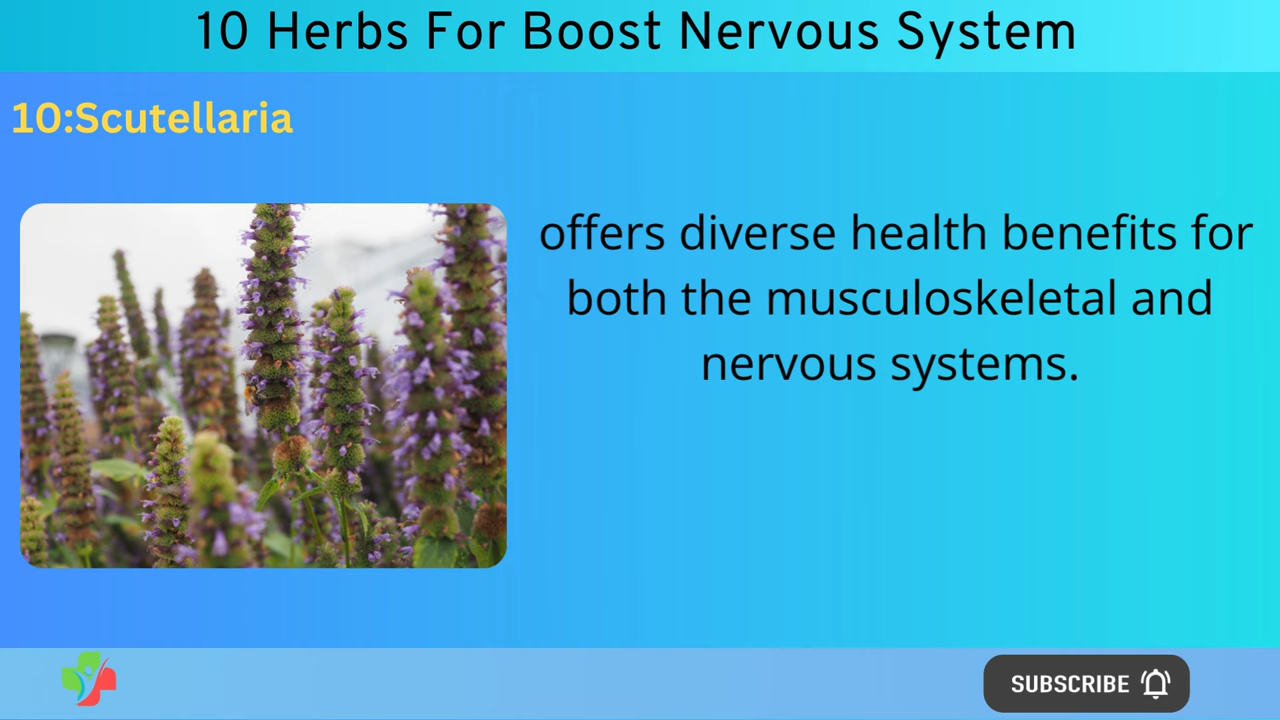 10 Herbs For Boost Nervous System
10:Scutellaria
offers diverse health benefits for
both the musculoskeletal and
nervous systems.
SUBSCRIBE